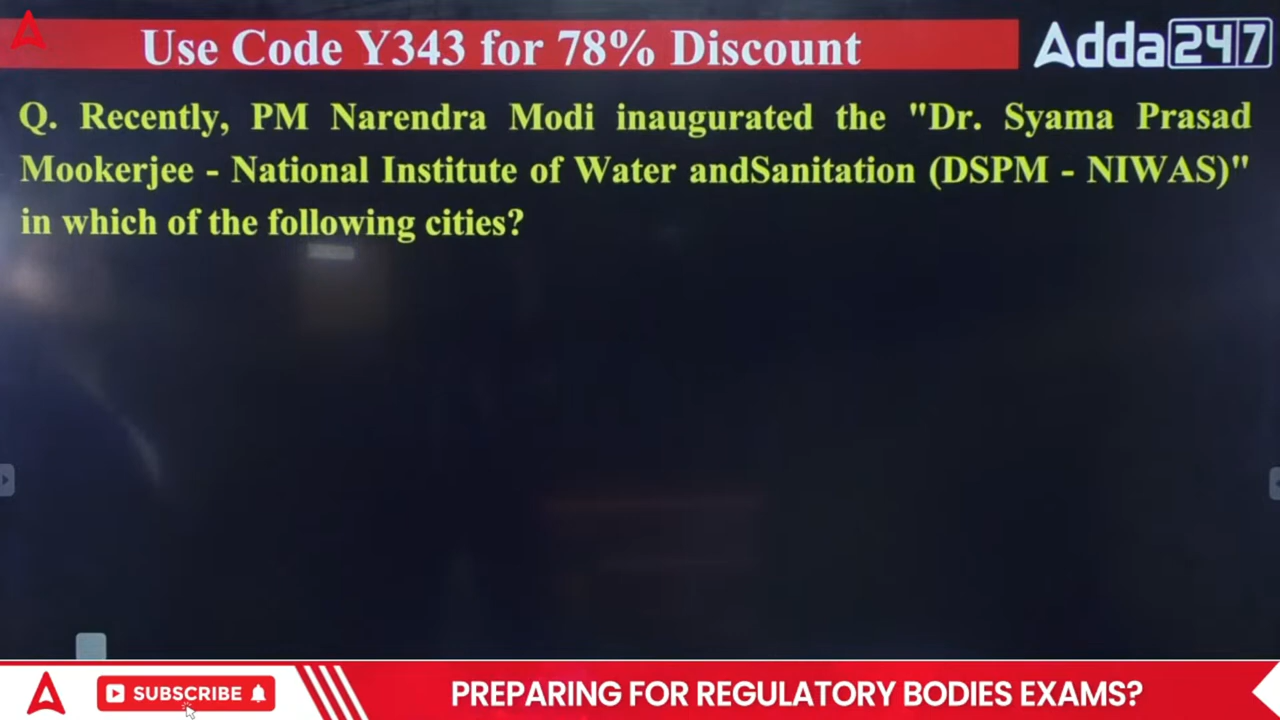 Use Code Y343 for 78% Discount
Adda247
Q. Recently, PM Narendra Modi inaugurated the "Dr. Syama Prasad
Mookerjee - National Institute of Water andSanitation (DSPM - NIWAS)"
in which of the following cities?
SUBSCRIBE
PREPARING FOR REGULATORY BODIES EXAMS?